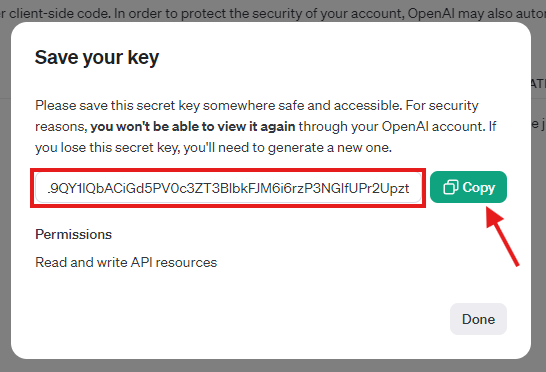 client-side code. In order to protect the security of your account, OpenAI may also
Save your key
Please save this secret key somewhere safe and accessible. For security
reasons, you won't be able to view it again through your OpenAI account. If
you lose this secret key, you'll need to generate a new one.
Copy
Permissions
Read and write API resources
Done